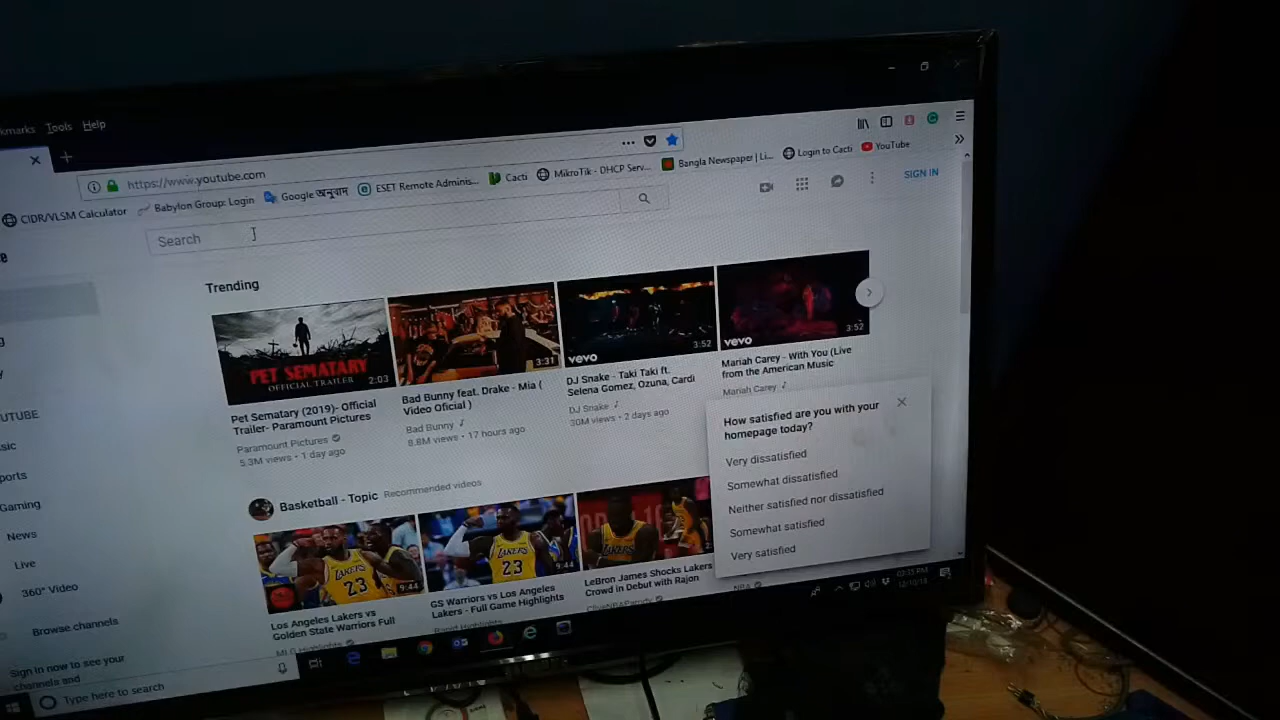 Tools Help
https://www.youtube.com
CIDR/VLSM Calculator
Babylon Group: Login
Google অনুবাদ
ESET Remote Adminis...
Cacti
MikroTik - DHCP Serv...
Bangla Newspaper | Li...
Login to Cacti
YouTube
Search
SIGN IN
Trending
PET SEMATARY
OFFICIAL TRAILER
2:03
3:31
vevo
3:52
vevo
3:52
Pet Sematary (2019)- Official
Trailer- Paramount Pictures
Paramount Pictures
5.3M views • 1 day ago
Bad Bunny feat. Drake - Mia (
Video Oficial )
Bad Bunny
8.8M views • 17 hours ago
DJ Snake - Taki Taki ft.
Selena Gomez, Ozuna, Cardi
DJ Snake
30M views • 2 days ago
Mariah Carey - With You (Live
from the American Music
Mariah Carey
How satisfied are you with your
homepage today?
Very dissatisfied
Somewhat dissatisfied
Neither satisfied nor dissatisfied
Somewhat satisfied
Very satisfied
Gaming
News
Live
360° Video
Browse channels
Sign in now to see your
channels and
Basketball - Topic Recommended videos
LAKERS
23
9:44
LAKERS
23
9:44
Los Angeles Lakers vs
Golden State Warriors Full
GS Warriors vs Los Angeles
Lakers - Full Game Highlights
LeBron James Shocks Lakers
Crowd in Debut with Rajon
Type here to search